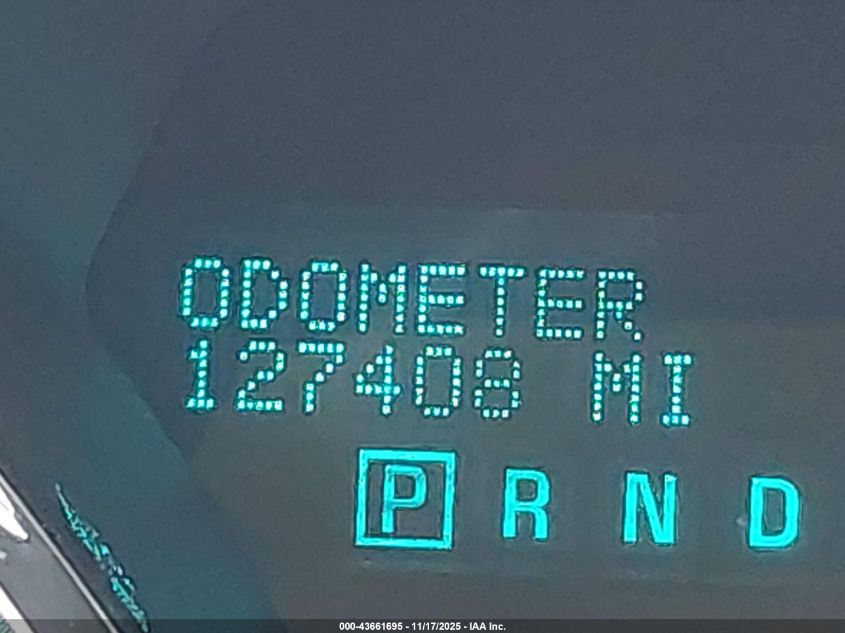 ODOMETER
127408 MI
P R N D
000-43661695 - 11/17/2025 - IAA Inc.